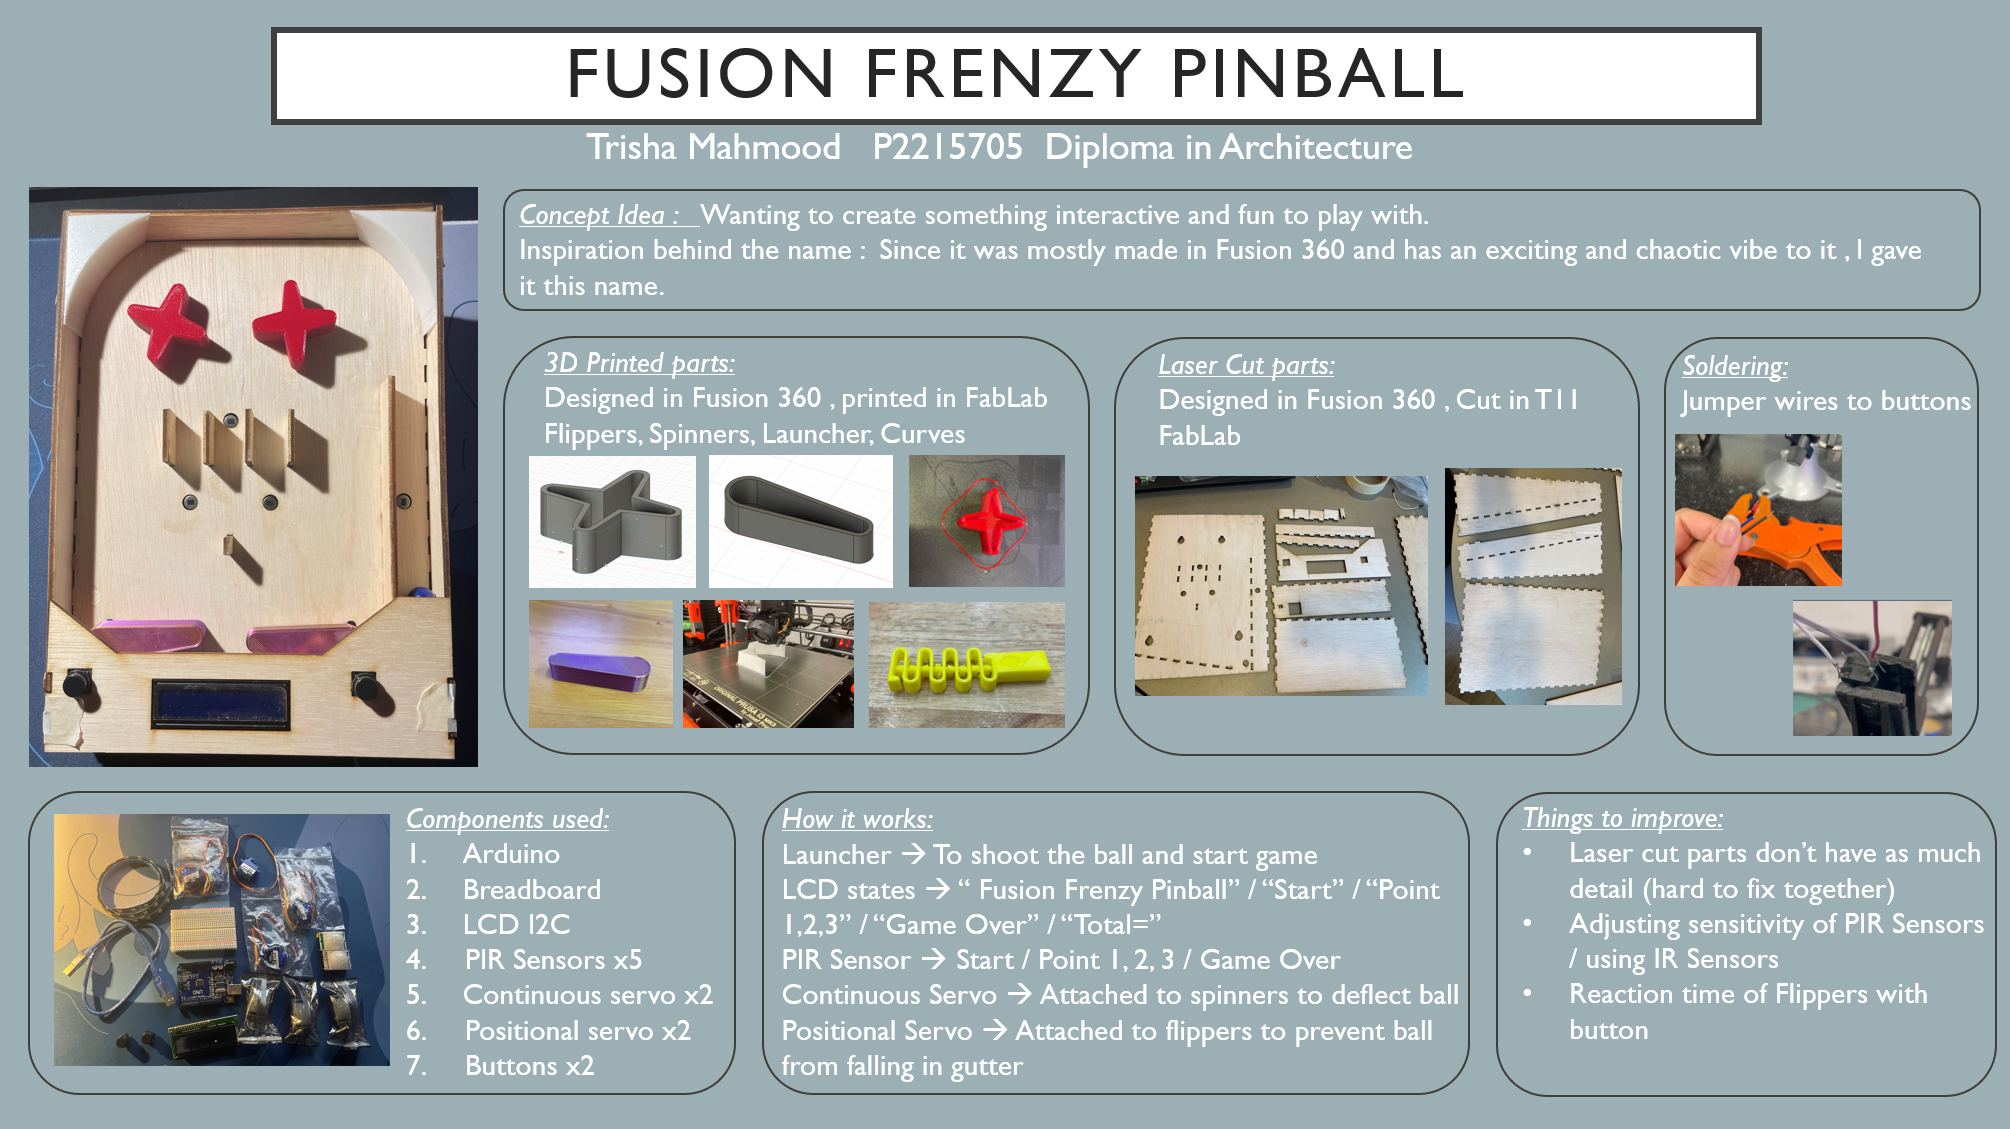 FUSION FRENZY PINBALL
Trisha Mahmood P2215705 Diploma in Architecture
Concept Idea : Wanting to create something interactive and fun to play with.
Inspiration behind the name : Since it was mostly made in Fusion 360 and has an exciting and chaotic vibe to it , I gave
it this name.
3D Printed parts:
Designed in Fusion 360 , printed in FabLab
Flippers, Spinners, Launcher, Curves
ORIGINAL PRUSA i3 MK3
Laser Cut parts:
Designed in Fusion 360 , Cut in T11
FabLab
Soldering:
Jumper wires to buttons
Components used:
1. Arduino
2. Breadboard
3. LCD I2C
4. PIR Sensors x5
5. Continuous servo x2
6. Positional servo x2
7. Buttons x2
UNO
How it works:
Launcher → To shoot the ball and start game
LCD states → “ Fusion Frenzy Pinball” / “Start” / “Point
1,2,3” / “Game Over” / “Total=”
PIR Sensor → Start / Point 1, 2, 3 / Game Over
Continuous Servo → Attached to spinners to deflect ball
Positional Servo → Attached to flippers to prevent ball
from falling in gutter
Things to improve:
• Laser cut parts don’t have as much
detail (hard to fix together)
• Adjusting sensitivity of PIR Sensors
/ using IR Sensors
• Reaction time of Flippers with
button